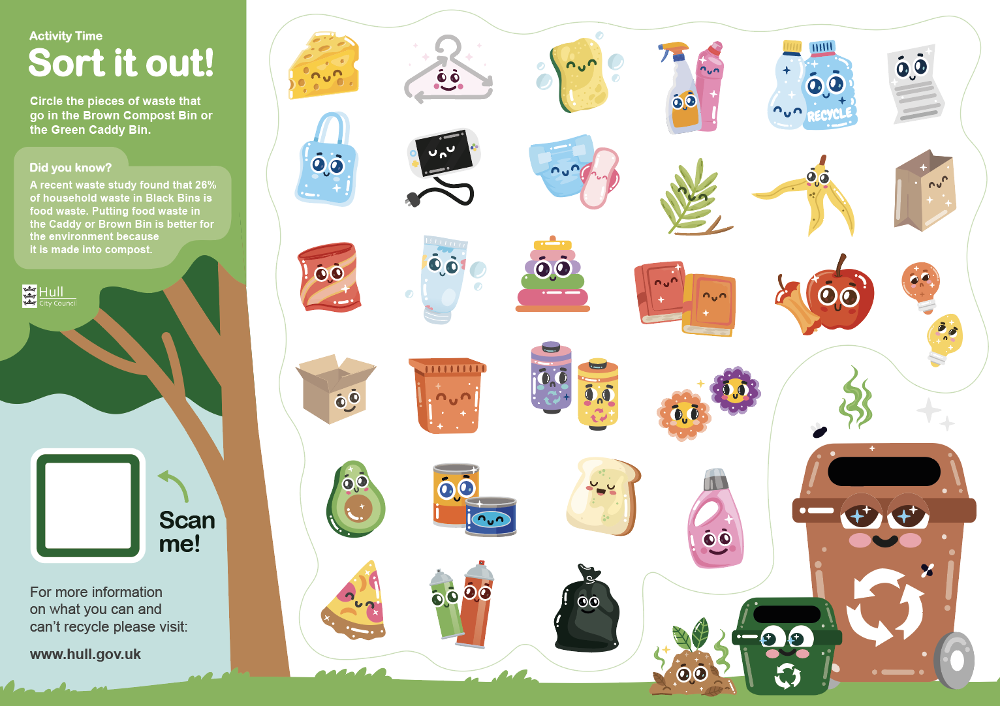 Activity Time
Sort it out!
Circle the pieces of waste that
go in the Brown Compost Bin or
the Green Caddy Bin.
Did you know?
A recent waste study found that 26%
of household waste in Black Bins is
food waste. Putting food waste in
the Caddy or Brown Bin is better for
the environment because
it is made into compost.
Hull
City Council
Scan
me!
For more information
on what you can and
can’t recycle please visit:
www.hull.gov.uk
RECYCLE